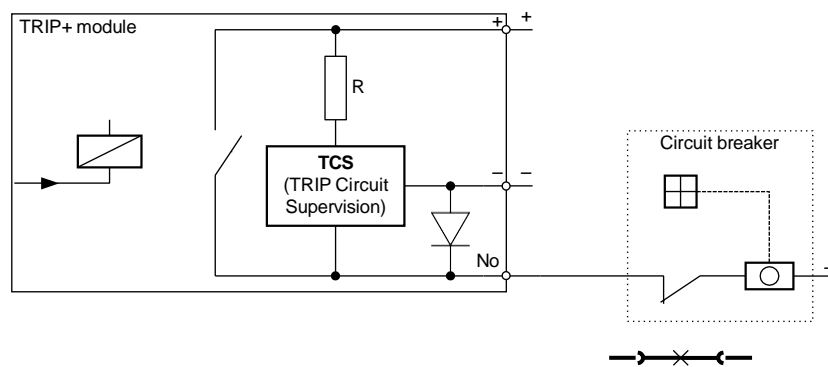 TRIP+ module
+ +
R
TCS
(TRIP Circuit
Supervision)
– –
No
Circuit breaker
–